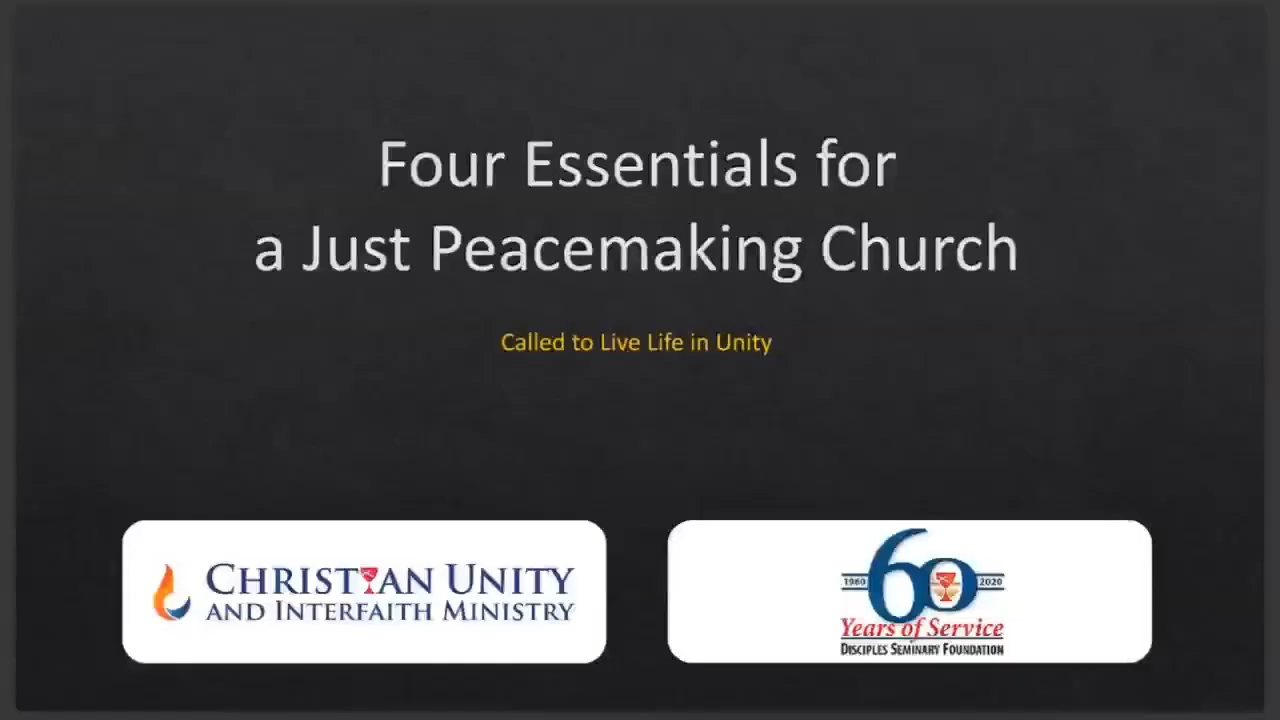 Four Essentials for
a Just Peacemaking Church
Called to Live Life in Unity
CHRISTIAN UNITY
AND INTERFAITH MINISTRY
1960 60 2020
Years of Service
DISCIPLES SEMINARY FOUNDATION